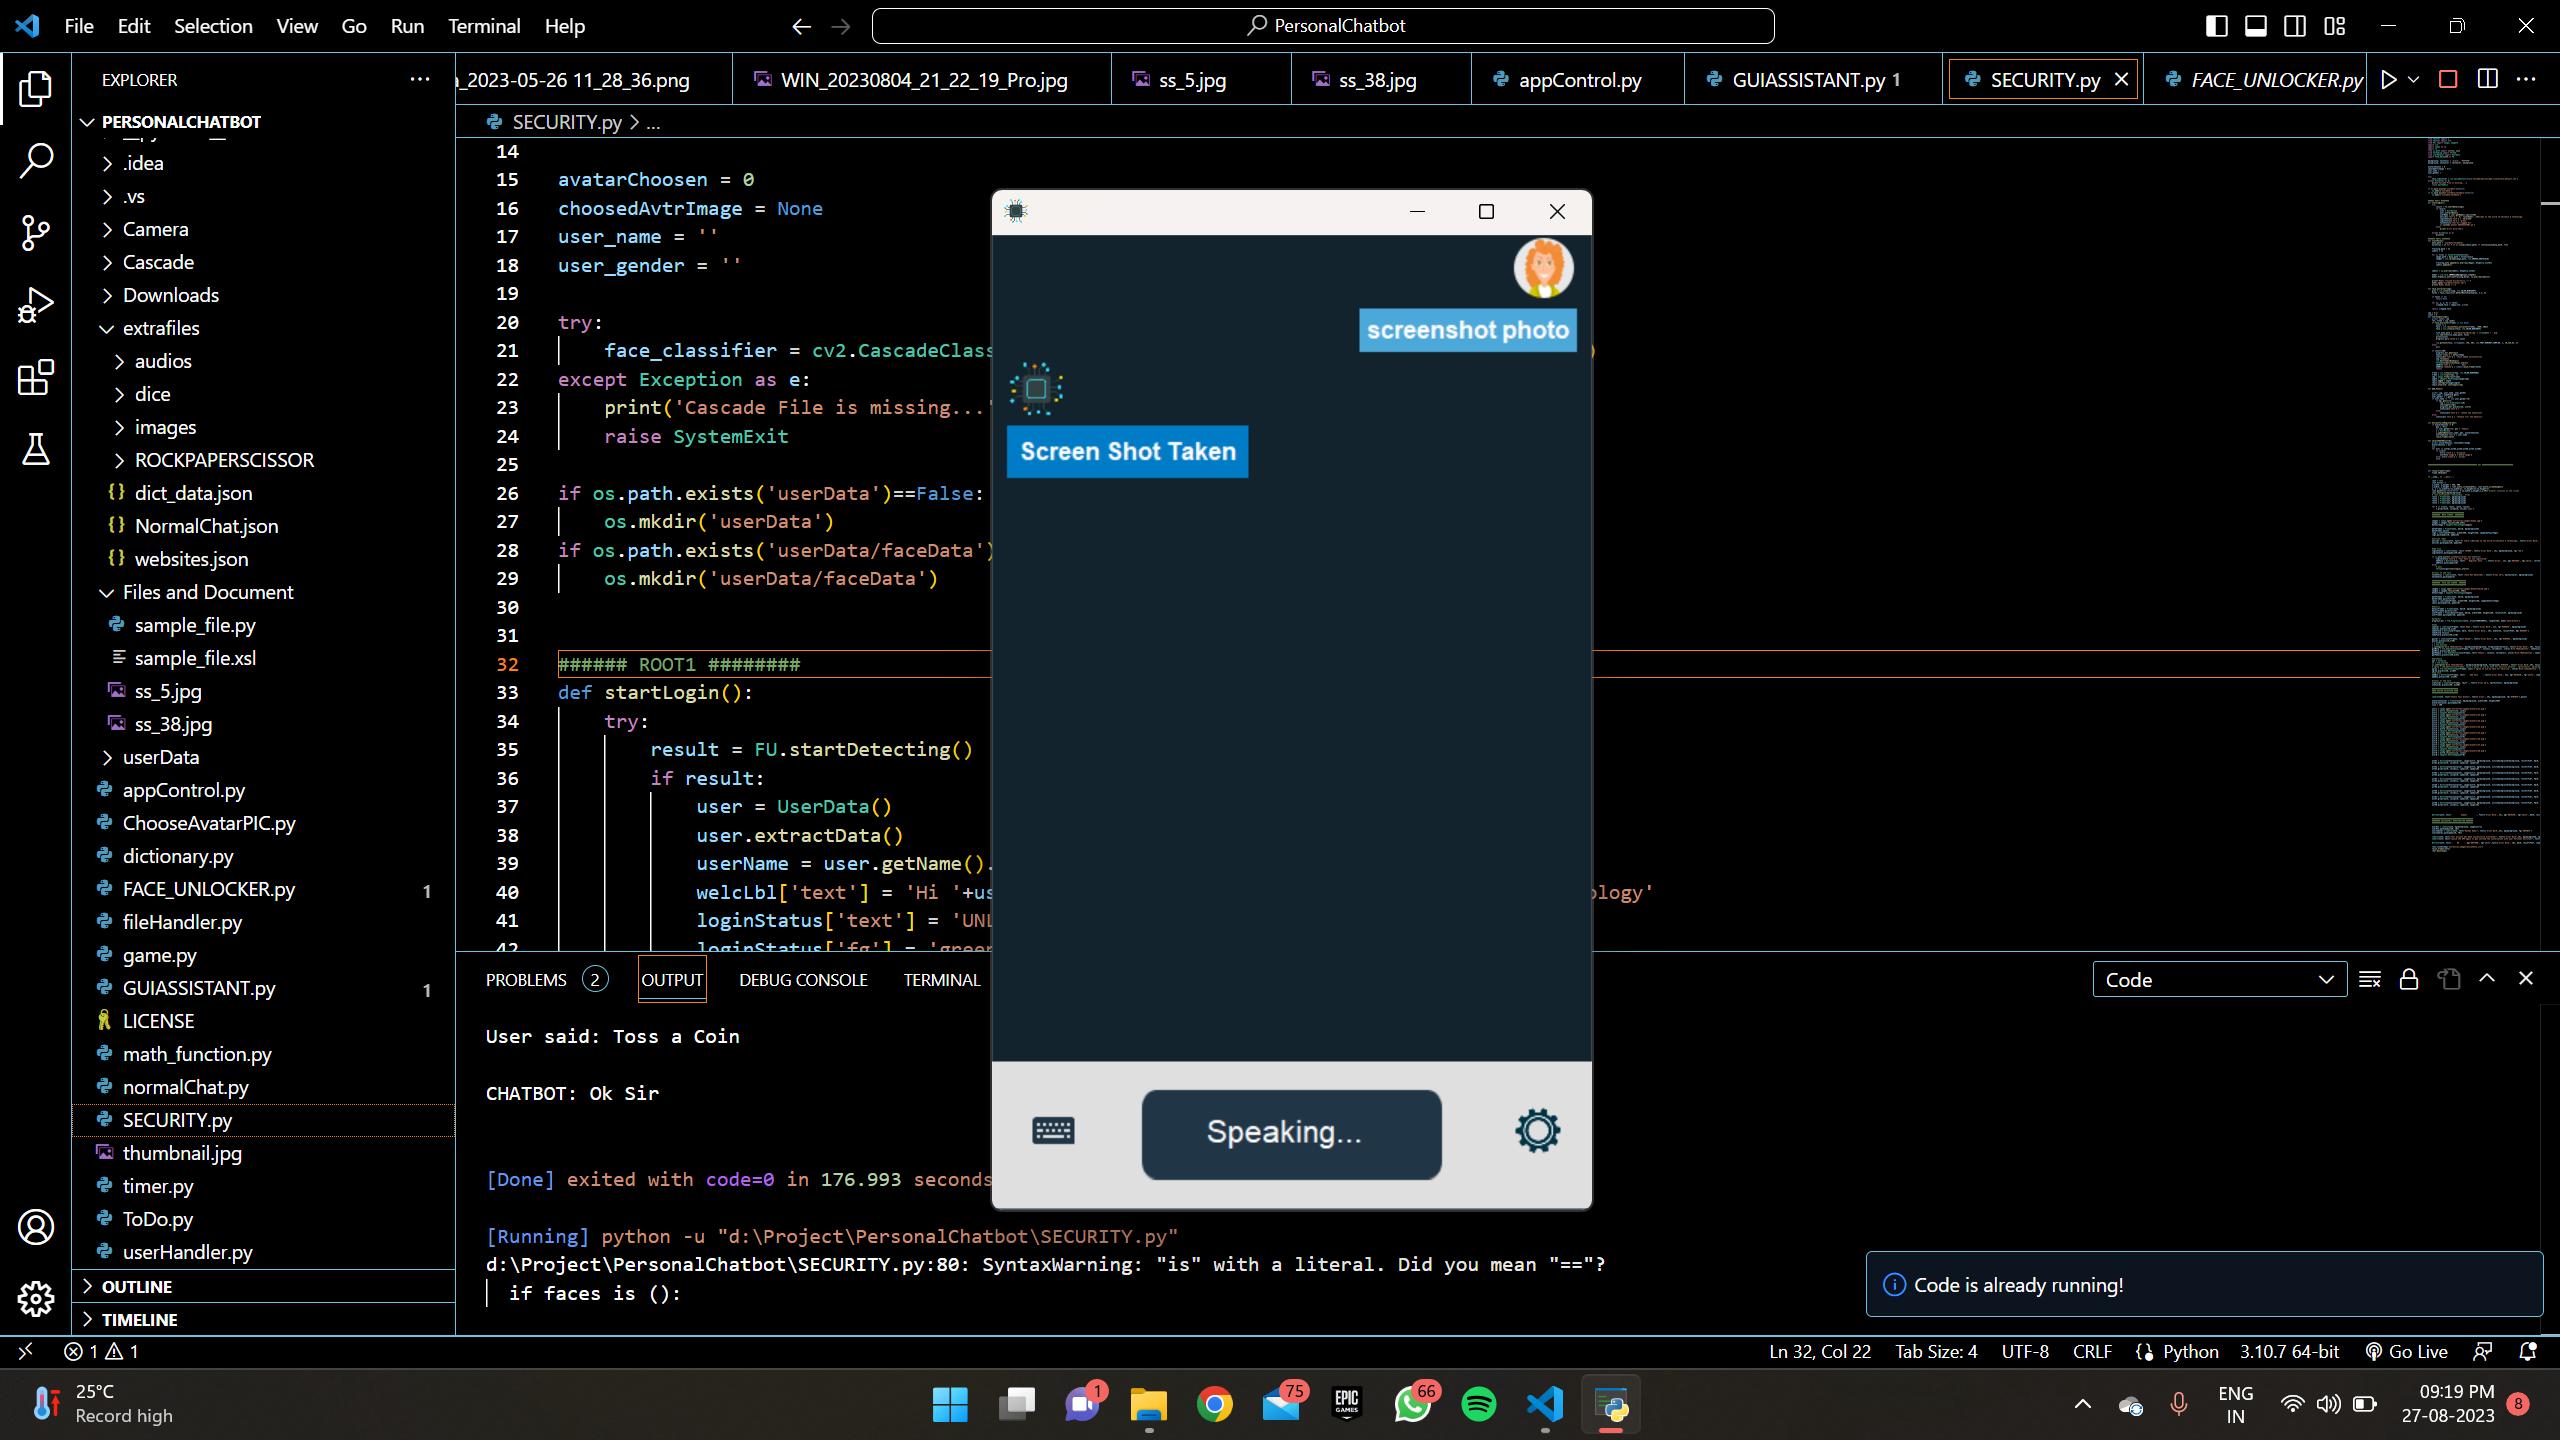 File Edit Selection View Go Run Terminal Help
PersonalChatbot
EXPLORER
_2023-05-26 11_28_36.png
WIN_20230804_21_22_19_Pro.jpg
ss_5.jpg
ss_38.jpg
appControl.py
GUIASSISTANT.py 1
SECURITY.py
FACE_UNLOCKER.py
PERSONALCHATBOT
.idea
.vs
Camera
Cascade
Downloads
extrafiles
audios
dice
images
ROCKPAPERSCISSOR
dict_data.json
NormalChat.json
websites.json
Files and Document
sample_file.py
sample_file.xsl
ss_5.jpg
ss_38.jpg
userData
appControl.py
ChooseAvatarPIC.py
dictionary.py
FACE_UNLOCKER.py 1
fileHandler.py
game.py
GUIASSISTANT.py 1
LICENSE
math_function.py
normalChat.py
SECURITY.py
thumbnail.jpg
timer.py
ToDo.py
userHandler.py
OUTLINE
TIMELINE
SECURITY.py > ...
14
15 avatarChoosen = 0
16 choosedAvtrImage = None
17 user_name = ''
18 user_gender = ''
19
20 try:
21 face_classifier = cv2.CascadeClass
22 except Exception as e:
23 print('Cascade File is missing...'
24 raise SystemExit
25
26 if os.path.exists('userData')==False:
27 os.mkdir('userData')
28 if os.path.exists('userData/faceData')
29 os.mkdir('userData/faceData')
30
31
32 ###### ROOT1 ########
33 def startLogin():
34 try:
35 result = FU.startDetecting()
36 if result:
37 user = UserData()
38 user.extractData()
39 userName = user.getName().
40 welcLbl['text'] = 'Hi '+us ology'
41 loginStatus['text'] = 'UNL
42 loginStatus['fg'] = 'green
screenshot photo
Screen Shot Taken
Speaking...
PROBLEMS 2 OUTPUT DEBUG CONSOLE TERMINAL
Code
User said: Toss a Coin
CHATBOT: Ok Sir
[Done] exited with code=0 in 176.993 seconds
[Running] python -u "d:\Project\PersonalChatbot\SECURITY.py"
d:\Project\PersonalChatbot\SECURITY.py:80: SyntaxWarning: "is" with a literal. Did you mean "=="?
if faces is ():
Code is already running!
1 1
Ln 32, Col 22 Tab Size: 4 UTF-8 CRLF Python 3.10.7 64-bit Go Live
25°C
Record high
1
75
EPIC
GAMES
66
ENG
IN
09:19 PM
27-08-2023
8